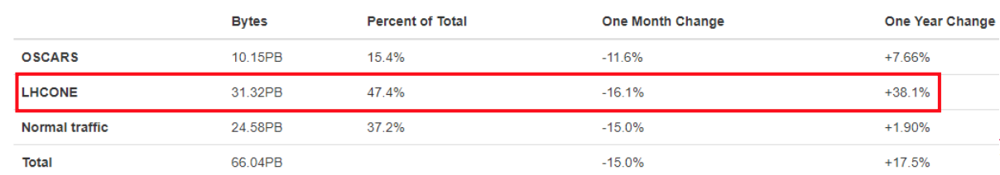 Bytes Percent of Total One Month Change One Year Change
OSCARS 10.15PB 15.4% -11.6% +7.66%
LHCONE 31.32PB 47.4% -16.1% +38.1%
Normal traffic 24.58PB 37.2% -15.0% +1.90%
Total 66.04PB -15.0% +17.5%